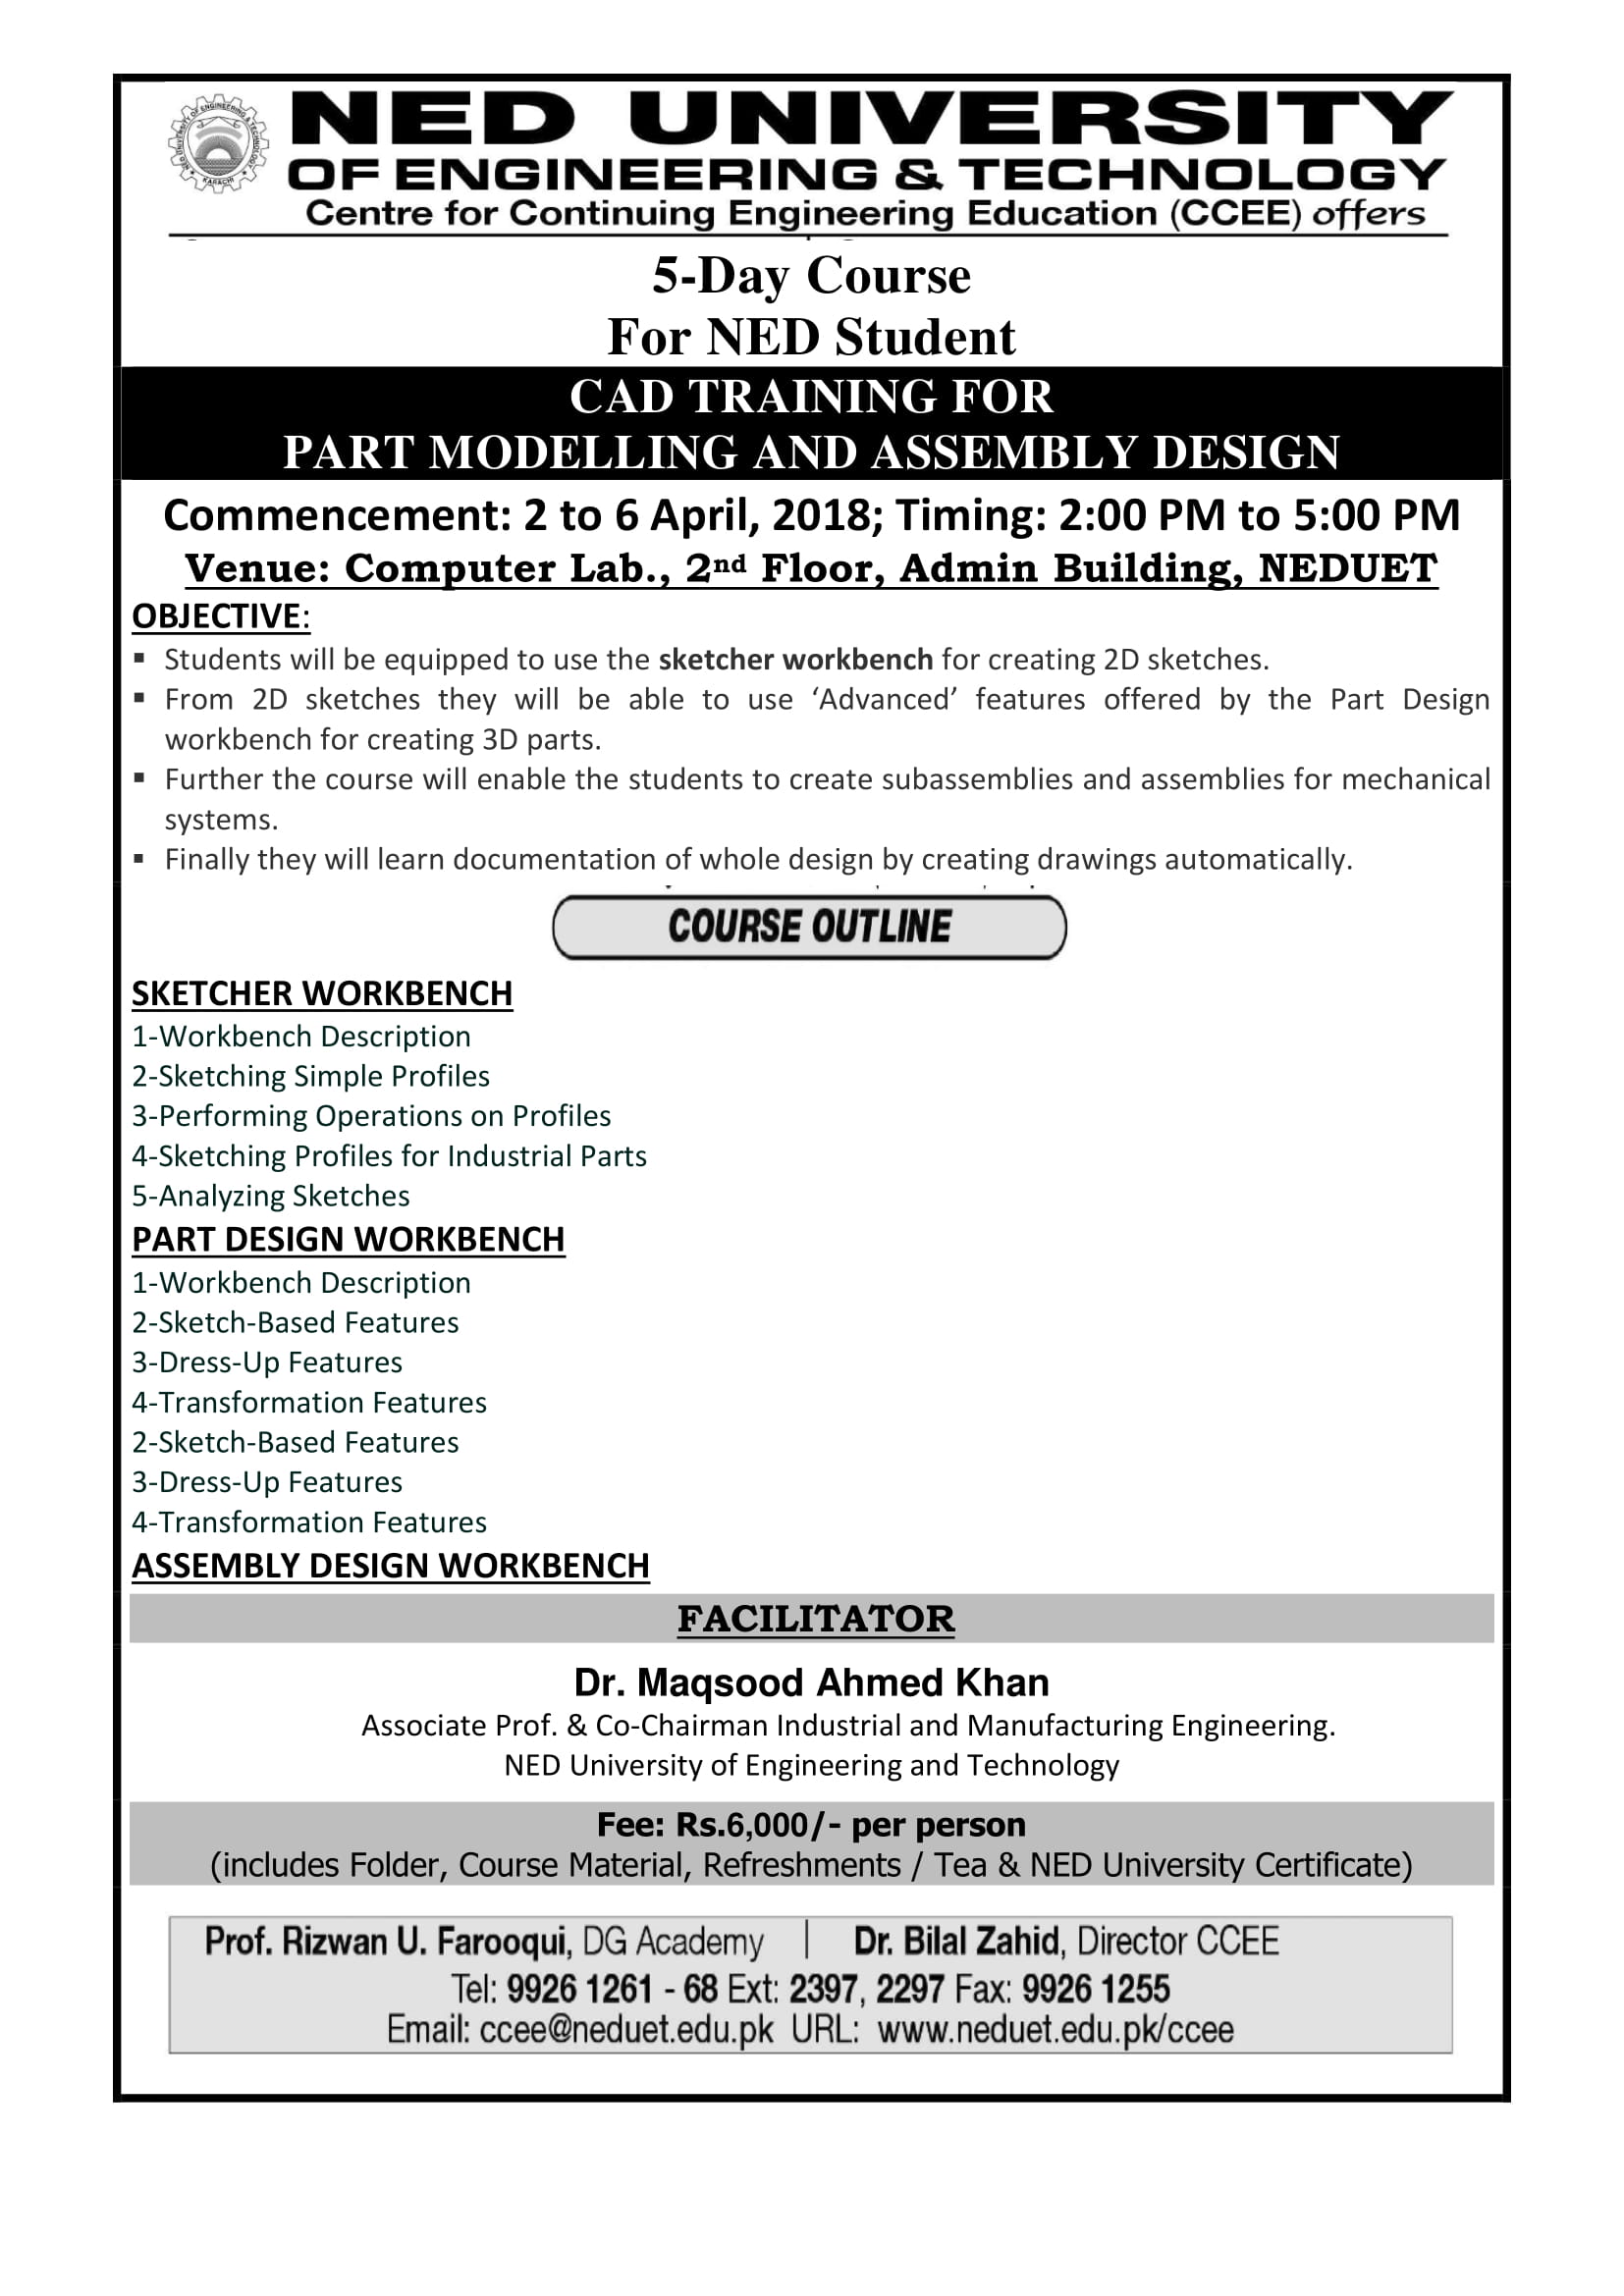 NED UNIVERSITY OF ENGINEERING & TECHNOLOGY
KARACHI
NED UNIVERSITY
OF ENGINEERING & TECHNOLOGY
Centre for Continuing Engineering Education (CCEE) offers
5-Day Course
For NED Student
CAD TRAINING FOR
PART MODELLING AND ASSEMBLY DESIGN
Commencement: 2 to 6 April, 2018; Timing: 2:00 PM to 5:00 PM
Venue: Computer Lab., 2nd Floor, Admin Building, NEDUET
OBJECTIVE:
▪ Students will be equipped to use the sketcher workbench for creating 2D sketches.
▪ From 2D sketches they will be able to use ‘Advanced’ features offered by the Part Design
workbench for creating 3D parts.
▪ Further the course will enable the students to create subassemblies and assemblies for mechanical
systems.
▪ Finally they will learn documentation of whole design by creating drawings automatically.
COURSE OUTLINE
SKETCHER WORKBENCH
1-Workbench Description
2-Sketching Simple Profiles
3-Performing Operations on Profiles
4-Sketching Profiles for Industrial Parts
5-Analyzing Sketches
PART DESIGN WORKBENCH
1-Workbench Description
2-Sketch-Based Features
3-Dress-Up Features
4-Transformation Features
2-Sketch-Based Features
3-Dress-Up Features
4-Transformation Features
ASSEMBLY DESIGN WORKBENCH
FACILITATOR
Dr. Maqsood Ahmed Khan
Associate Prof. & Co-Chairman Industrial and Manufacturing Engineering.
NED University of Engineering and Technology
Fee: Rs.6,000/- per person
(includes Folder, Course Material, Refreshments / Tea & NED University Certificate)
Prof. Rizwan U. Farooqui, DG Academy | Dr. Bilal Zahid, Director CCEE
Tel: 9926 1261 - 68 Ext: 2397, 2297 Fax: 9926 1255
Email: ccee@neduet.edu.pk URL: www.neduet.edu.pk/ccee